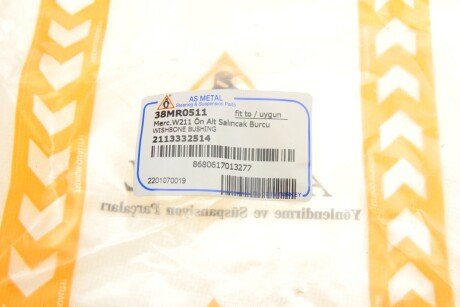 AS METAL
Steering & Suspension Parts
38MR0511 fit to / uygun
Merc.W211 Ön Alt Salıncak Burcu
WISHBONE BUSHING
2113332514
8680617013277
2201070019
Yönlendirme ve Süspansiyon Parçaları